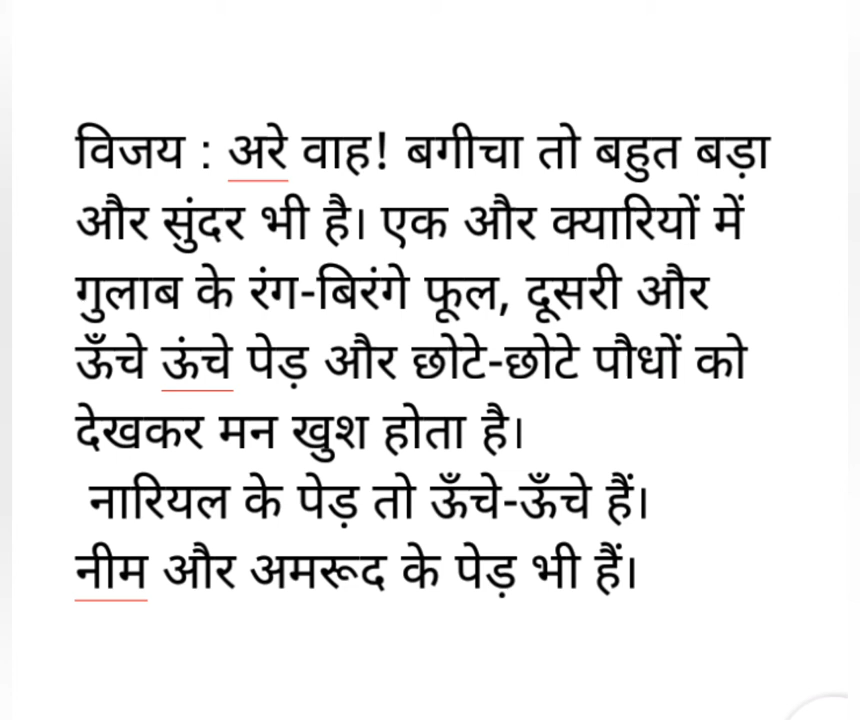 विजय : अरे वाह! बगीचा तो बहुत बड़ा
और सुंदर भी है। एक और क्यारियों में
गुलाब के रंग-बिरंगे फूल, दूसरी और
ऊँचे ऊंचे पेड़ और छोटे-छोटे पौधों को
देखकर मन खुश होता है।
नारियल के पेड़ तो ऊँचे-ऊँचे हैं।
नीम और अमरूद के पेड़ भी हैं।